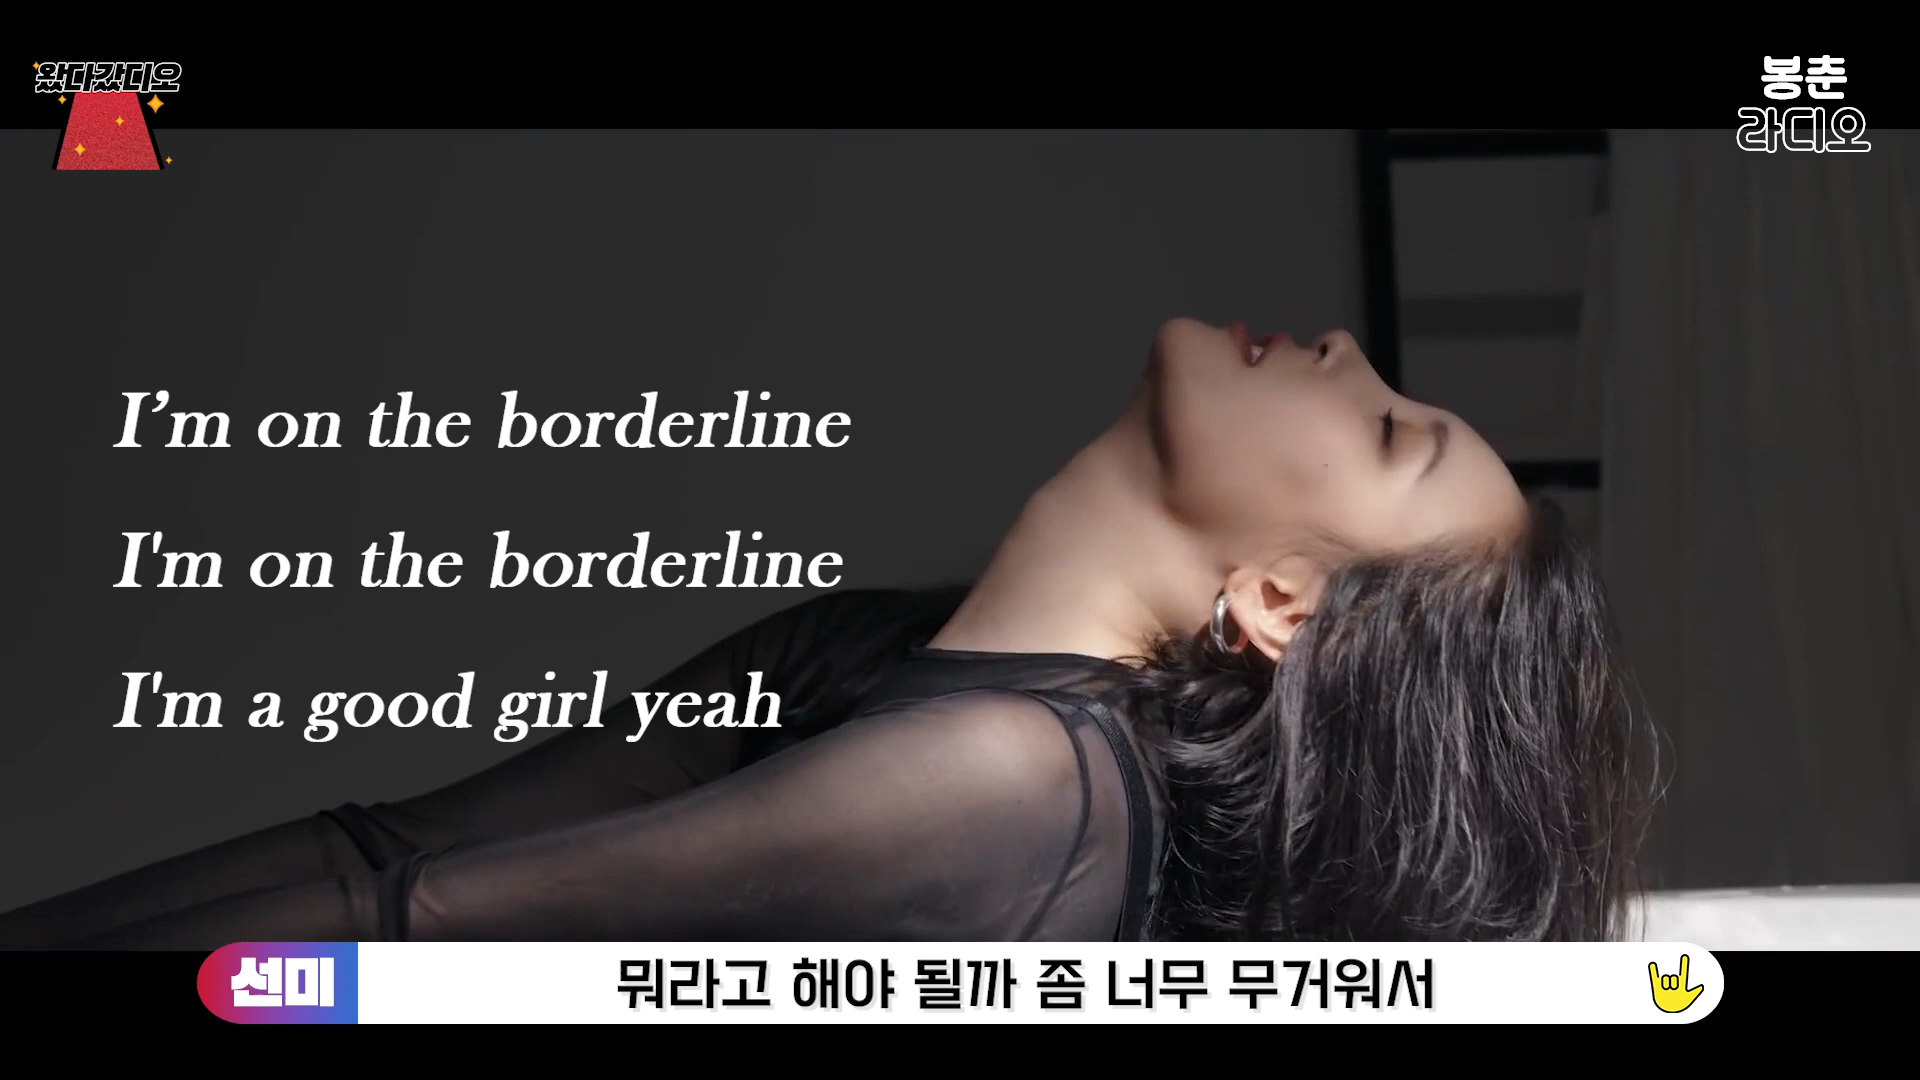 왔다갔디오
봉춘
라디오
I’m on the borderline
I'm on the borderline
I'm a good girl yeah
선미
뭐라고 해야 될까 좀 너무 무거워서